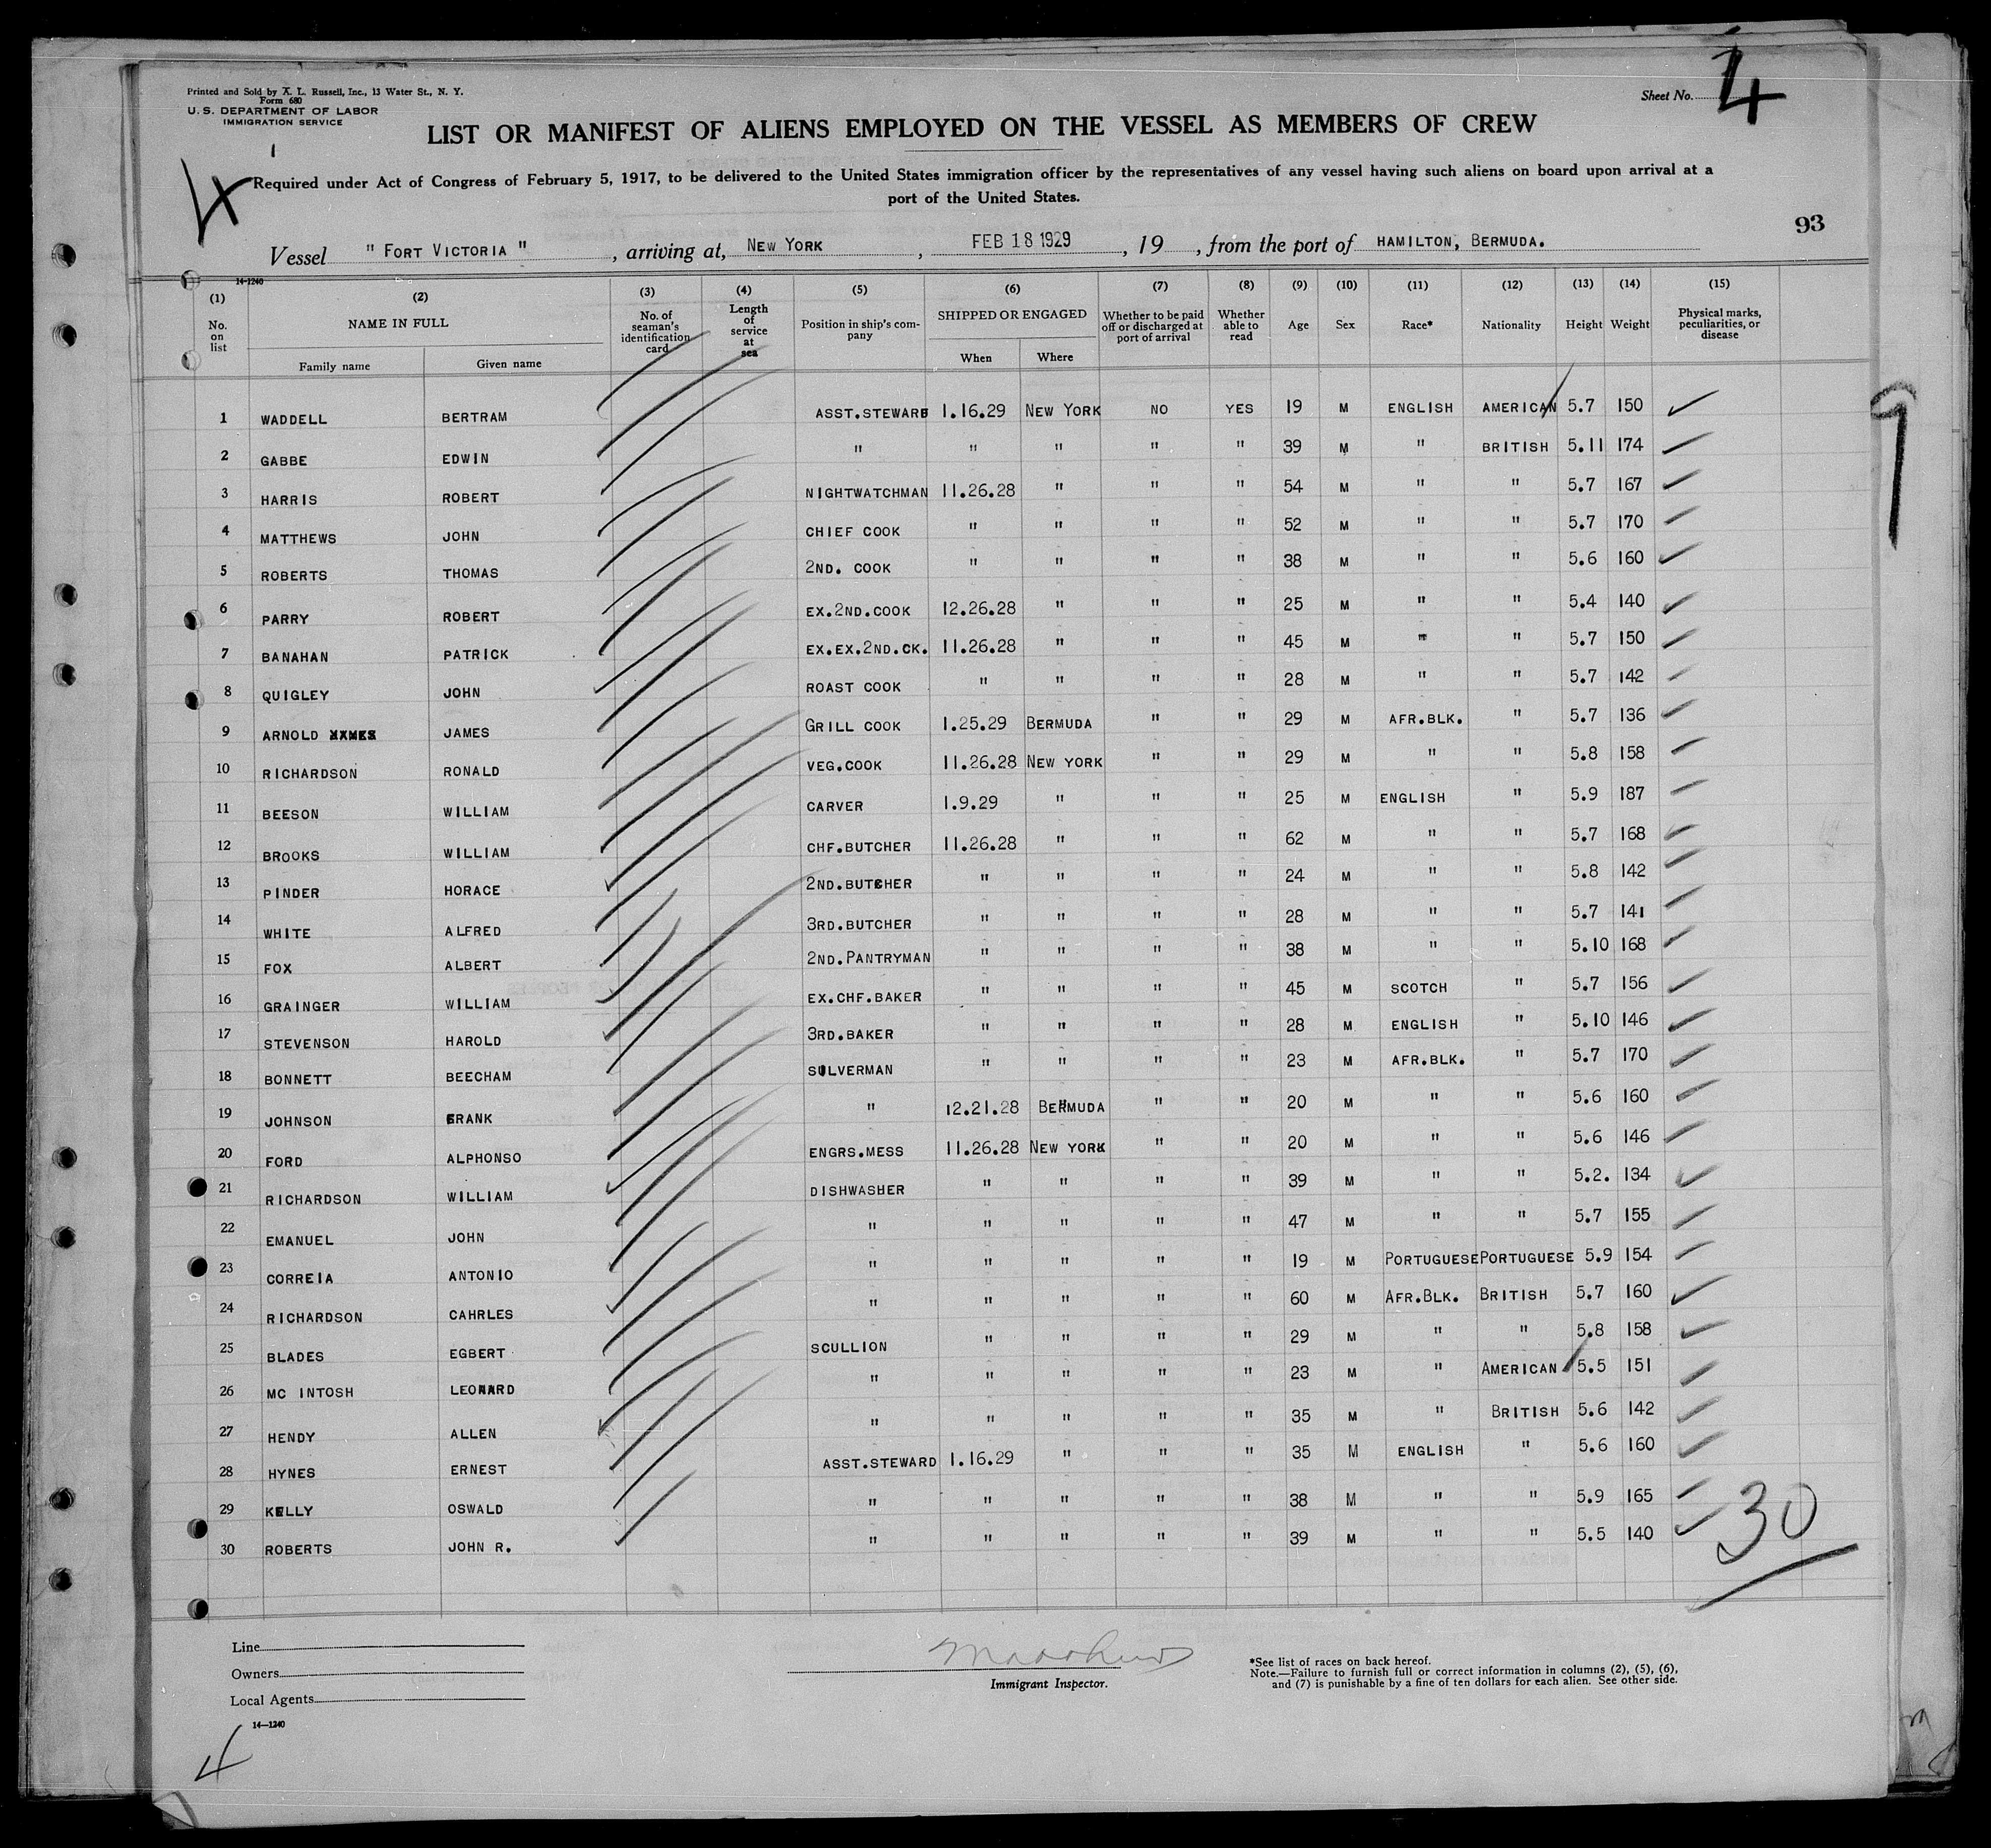 Printed and Sold by A. L. Russell, Inc., 13 Water St., N. Y.
Form 680
U. S. DEPARTMENT OF LABOR
IMMIGRATION SERVICE
Sheet No. 4
LIST OR MANIFEST OF ALIENS EMPLOYED ON THE VESSEL AS MEMBERS OF CREW
Required under Act of Congress of February 5, 1917, to be delivered to the United States immigration officer by the representatives of any vessel having such aliens on board upon arrival at a
port of the United States.
93
Vessel " FORT VICTORIA " , arriving at, NEW YORK , FEB 18 1929 , 19 , from the port of HAMILTON, BERMUDA.
14-1240
(1) (2) (3) (4) (5) (6) (7) (8) (9) (10) (11) (12) (13) (14) (15)
No. on list NAME IN FULL Family name Given name No. of seaman's identification card Length of service at sea Position in ship's company SHIPPED OR ENGAGED When Where Whether to be paid off or discharged at port of arrival Whether able to read Age Sex Race* Nationality Height Weight Physical marks, peculiarities, or disease
1 WADDELL BERTRAM ASST.STEWARD 1.16.29 NEW YORK NO YES 19 M ENGLISH AMERICAN 5.7 150
2 GABBE EDWIN " " " " " 39 M " BRITISH 5.11 174
3 HARRIS ROBERT NIGHTWATCHMAN 11.26.28 " " " 54 M " " 5.7 167
4 MATTHEWS JOHN CHIEF COOK " " " " 52 M " " 5.7 170
5 ROBERTS THOMAS 2ND. COOK " " " " 38 M " " 5.6 160
6 PARRY ROBERT EX.2ND.COOK 12.26.28 " " " 25 M " " 5.4 140
7 BANAHAN PATRICK EX.EX.2ND.CK. 11.26.28 " " " 45 M " " 5.7 150
8 QUIGLEY JOHN ROAST COOK " " " " 28 M " " 5.7 142
9 ARNOLD JAMES GRILL COOK 1.25.29 BERMUDA " " 29 M AFR.BLK. " 5.7 136
10 RICHARDSON RONALD VEG.COOK 11.26.28 NEW YORK " " 29 M " " 5.8 158
11 BEESON WILLIAM CARVER 1.9.29 " " " 25 M ENGLISH " 5.9 187
12 BROOKS WILLIAM CHF.BUTCHER 11.26.28 " " " 62 M " " 5.7 168
13 PINDER HORACE 2ND.BUTCHER " " " " 24 M " " 5.8 142
14 WHITE ALFRED 3RD.BUTCHER " " " " 28 M " " 5.7 141
15 FOX ALBERT 2ND.PANTRYMAN " " " " 38 M " " 5.10 168
16 GRAINGER WILLIAM EX.CHF.BAKER " " " " 45 M SCOTCH " 5.7 156
17 STEVENSON HAROLD 3RD.BAKER " " " " 28 M ENGLISH " 5.10 146
18 BONNETT BEECHAM SILVERMAN " " " " 23 M AFR.BLK. " 5.7 170
19 JOHNSON FRANK " 12.21.28 BERMUDA " " 20 M " " 5.6 160
20 FORD ALPHONSO ENGRS.MESS 11.26.28 NEW YORK " " 20 M " " 5.6 146
21 RICHARDSON WILLIAM DISHWASHER " " " " 39 M " " 5.2. 134
22 EMANUEL JOHN " " " " " 47 M " " 5.7 155
23 CORREIA ANTONIO " " " " " 19 M PORTUGUESE PORTUGUESE 5.9 154
24 RICHARDSON CAHRLES " " " " " 60 M AFR.BLK. BRITISH 5.7 160
25 BLADES EGBERT SCULLION " " " " 29 M " " 5.8 158
26 MC INTOSH LEONARD " " " " " 23 M " AMERICAN 5.5 151
27 HENDY ALLEN " " " " " 35 M " BRITISH 5.6 142
28 HYNES ERNEST ASST.STEWARD 1.16.29 " " " 35 M ENGLISH " 5.6 160
29 KELLY OSWALD " " " " " 38 M " " 5.9 165
30 ROBERTS JOHN R. " " " " " 39 M " " 5.5 140
30
Line
Owners
Local Agents
14—1240
Immigrant Inspector.
*See list of races on back hereof.
Note.—Failure to furnish full or correct information in columns (2), (5), (6),
and (7) is punishable by a fine of ten dollars for each alien. See other side.
4